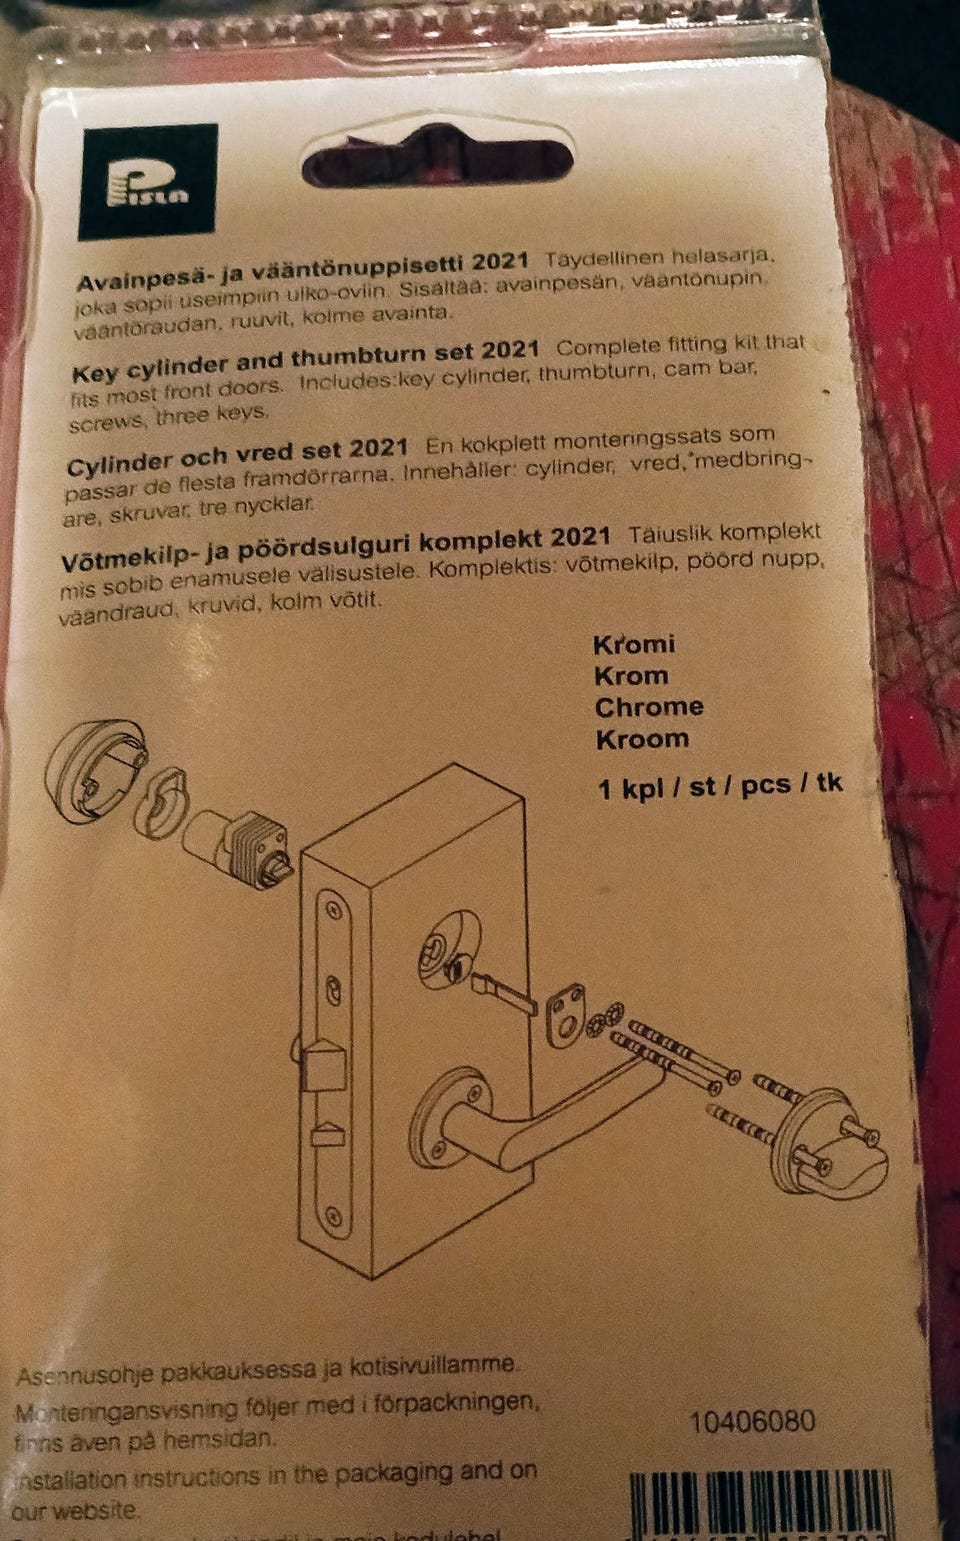 PISLA
Avainpesä- ja vääntönuppisetti 2021 Täydellinen helasarja,
joka sopii useimpiin ulko-oviin. Sisältää: avainpesän, vääntönupin,
vääntöraudan, ruuvit, kolme avainta.
Key cylinder and thumbturn set 2021 Complete fitting kit that
fits most front doors. Includes:key cylinder, thumbturn, cam bar,
screws, three keys.
Cylinder och vred set 2021 En kokplett monteringssats som
passar de flesta framdörrarna. Innehåller: cylinder, vred, medbring-
are, skruvar, tre nycklar.
Võtmekilp- ja pöördsulguri komplekt 2021 Täiuslik komplekt
mis sobib enamusele välisustele. Komplektis: võtmekilp, pöörd nupp,
väändraud, kruvid, kolm võtit.
Kromi
Krom
Chrome
Kroom
1 kpl / st / pcs / tk
Asennusohje pakkauksessa ja kotisivuillamme.
Monteringansvisning följer med i förpackningen,
finns även på hemsidan.
Installation instructions in the packaging and on
our website.
10406080